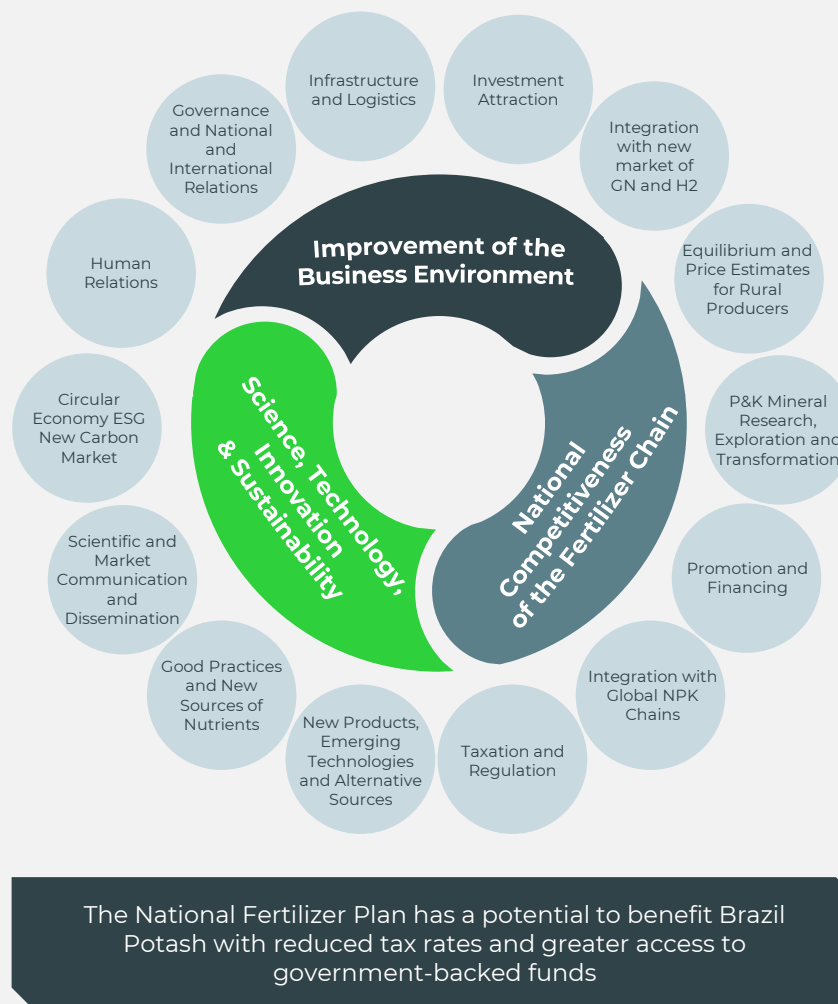 Infrastructure
and Logistics
Investment
Attraction
Governance
and National
and
International
Relations
Integration
with new
market of
GN and H2
Human
Relations
Equilibrium and
Price Estimates
for Rural
Producers
Improvement of the
Business Environment
Circular
Economy ESG
New Carbon
Market
P&K Mineral
Research,
Exploration and
Transformation
Science, Technology,
Innovation
& Sustainability
National
Competitiveness
of the Fertilizer Chain
Scientific and
Market
Communication
and
Dissemination
Promotion and
Financing
Good Practices
and New
Sources of
Nutrients
Integration with
Global NPK
Chains
New Products,
Emerging
Technologies
and Alternative
Sources
Taxation and
Regulation
The National Fertilizer Plan has a potential to benefit Brazil
Potash with reduced tax rates and greater access to
government-backed funds